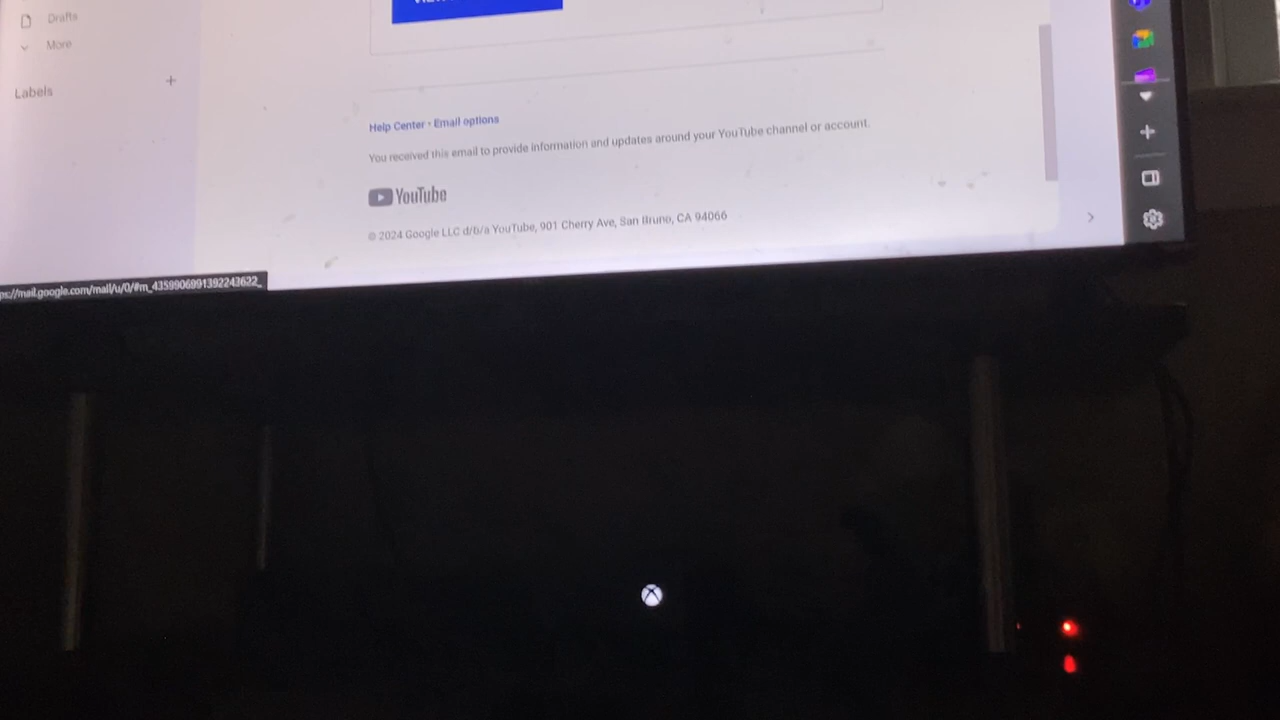 Drafts
More
Labels
Help Center • Email options
You received this email to provide information and updates around your YouTube channel or account.
YouTube
© 2024 Google LLC d/b/a YouTube, 901 Cherry Ave, San Bruno, CA 94066
ps://mail.google.com/mail/u/0/#m_4359906991392243622_